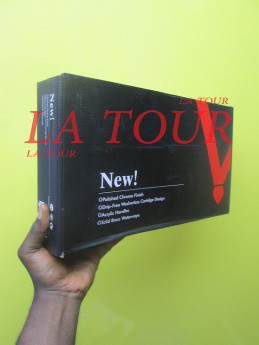 New!
LA TOUR
LA TOUR
LA TOUR
New!
Polished Chrome Finish
Drip-Free Washerless Cartridge Design
Acrylic Handles
Solid Brass Waterways